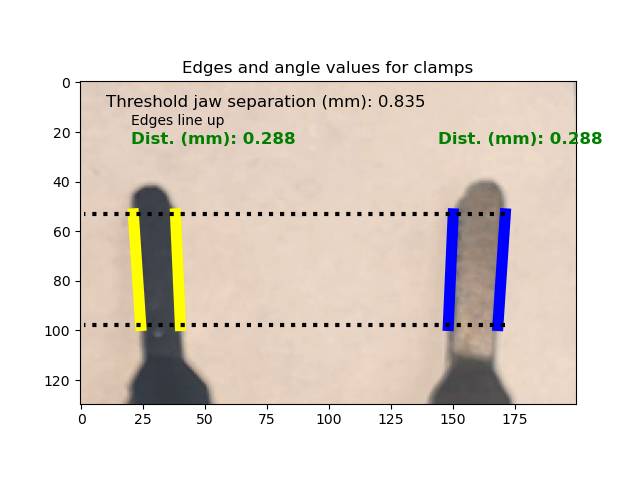 Edges and angle values for clamps
Threshold jaw separation (mm): 0.835
Edges line up
Dist. (mm): 0.288 Dist. (mm): 0.288
0
20
40
60
80
100
120
0 25 50 75 100 125 150 175